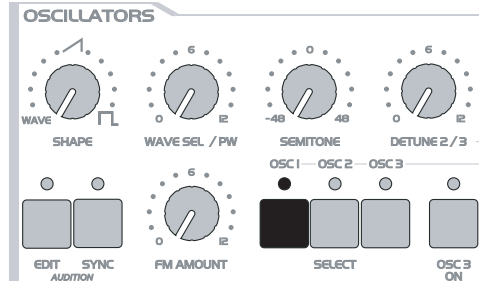 OSCILLATORS
6 0 6
WAVE 0 12 -48 48 0 12
SHAPE WAVE SEL / PW SEMITONE DETUNE 2 / 3
OSC 1 OSC 2 OSC 3
6
0 12
EDIT SYNC FM AMOUNT SELECT OSC 3
AUDITION ON